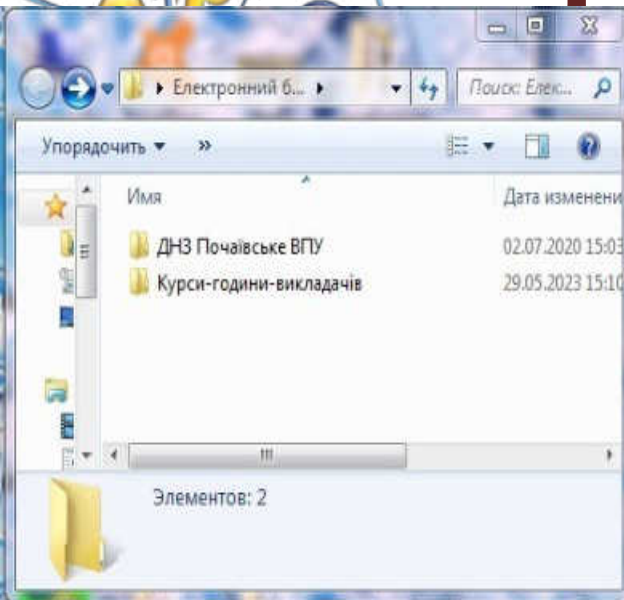 Електронний б...
Поиск: Елек...
Упорядочить
Имя
Дата изменени
ДНЗ Почаївське ВПУ
02.07.2020 15:03
Курси-години-викладачів
29.05.2023 15:10
Элементов: 2